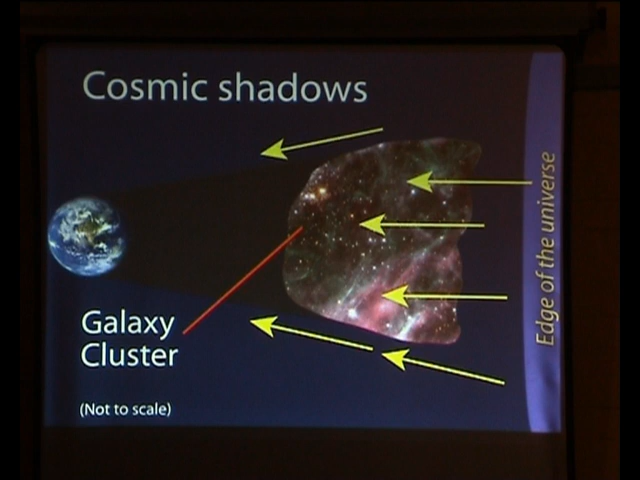 Cosmic shadows
Edge of the universe
Galaxy
Cluster
(Not to scale)